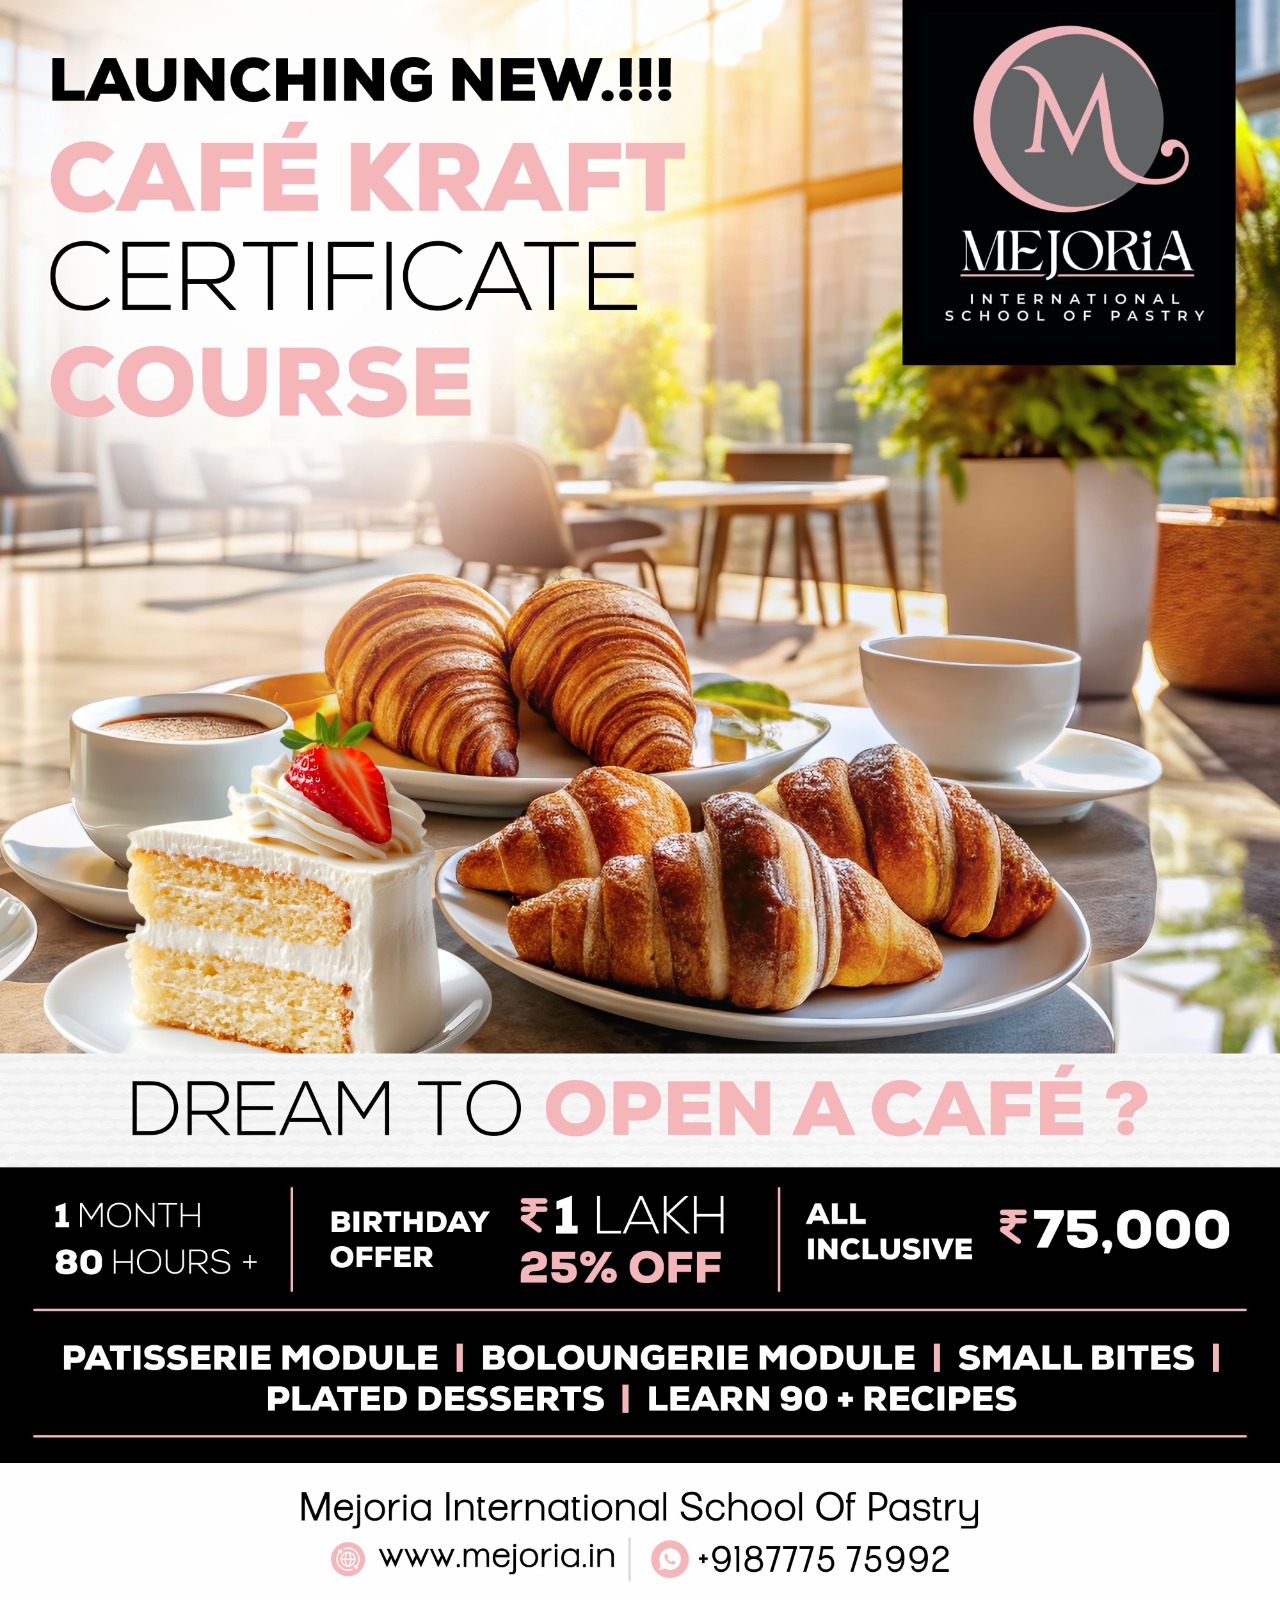 LAUNCHING NEW.!!!
CAFÉ KRAFT
CERTIFICATE
COURSE
M
MEJORiA
INTERNATIONAL
SCHOOL OF PASTRY
DREAM TO OPEN A CAFÉ ?
1 MONTH
80 HOURS +
BIRTHDAY
OFFER
₹1 LAKH
25% OFF
ALL
INCLUSIVE
₹75,000
PATISSERIE MODULE | BOLOUNGERIE MODULE | SMALL BITES |
PLATED DESSERTS | LEARN 90 + RECIPES
Mejoria International School Of Pastry
www.mejoria.in | +9187775 75992